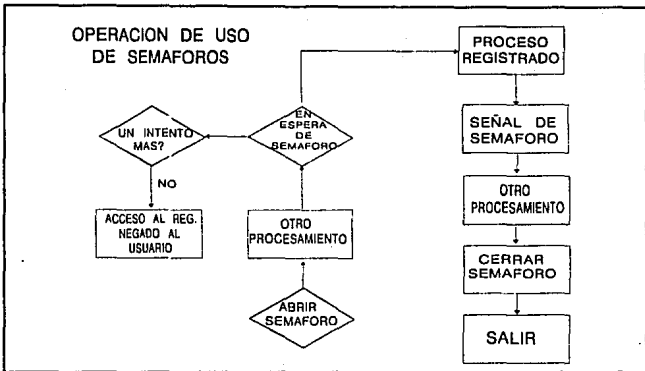 OPERACION DE USO
DE SEMAFOROS
PROCESO
REGISTRADO
EN
ESPERA
DE
SEMAFORO
UN INTENTO
MAS?
SEÑAL DE
SEMAFORO
NO
OTRO
PROCESAMIENTO
ACCESO AL REG.
NEGADO AL
USUARIO
OTRO
PROCESAMIENTO
CERRAR
SEMAFORO
ABRIR
SEMAFORO
SALIR